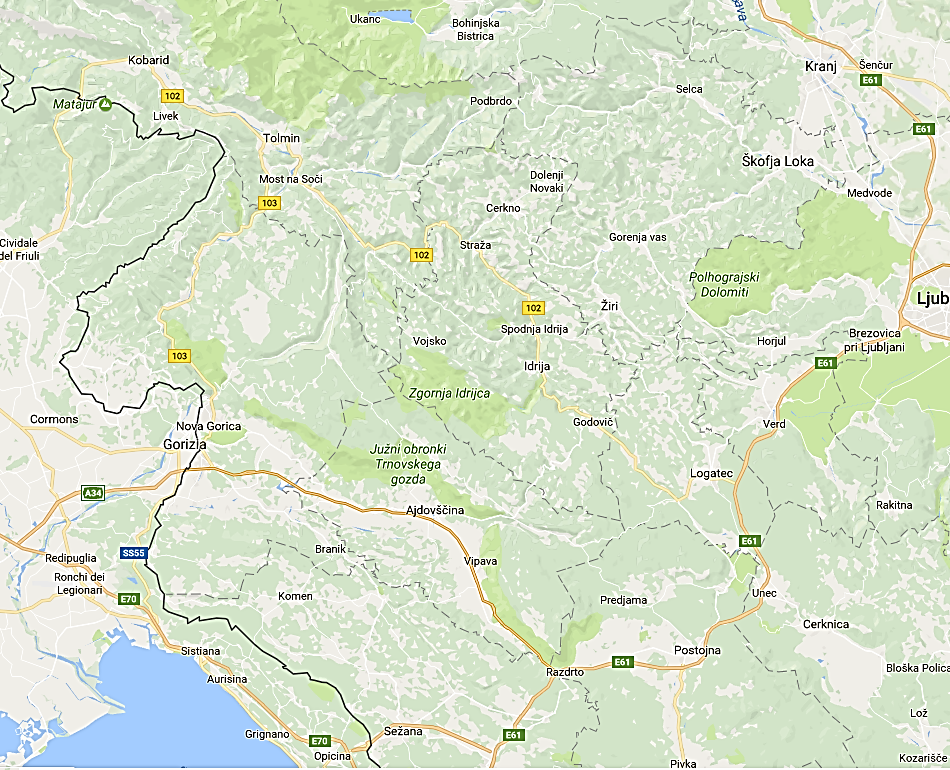 Ukanc
Bohinjska
Bistrica
ava
Kobarid
Kranj
Šenčur
E61
Matajur
102
Livek
Podbrdo
Selca
E61
Tolmin
Škofja Loka
Most na Soči
Dolenji
Novaki
Medvode
103
Cerkno
Cividale
del Friuli
102
Straža
Gorenja vas
Polhograjski
Dolomiti
Ljub
102
Žiri
Spodnja Idrija
Vojsko
Horjul
Brezovica
pri Ljubljani
103
E61
Idrija
Zgornja Idrijca
Cormons
Nova Gorica
Godovič
Verd
Gorizia
Južni obronki
Trnovskega
gozda
Logatec
A34
Ajdovščina
Rakitna
E61
SS55
Branik
Redipuglia
Vipava
Ronchi dei
Legionari
E70
Komen
Predjama
Unec
Cerknica
Sistiana
Postojna
E61
Razdrto
Bloška Polica
Aurisina
Lož
Grignano
E70
Sežana
E61
Opicina
Pivka
Kozarišče